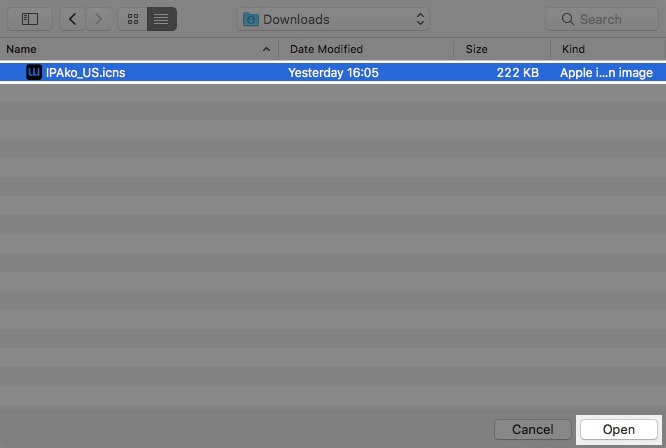 Downloads
Search
Name Date Modified Size Kind
IPAko_US.icns Yesterday 16:05 222 KB Apple i...n image
Cancel Open